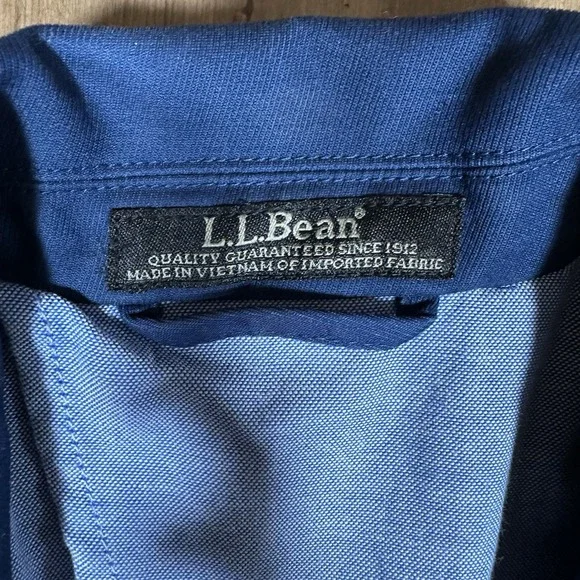 L.L.Bean®
QUALITY GUARANTEED SINCE 1912
MADE IN VIETNAM OF IMPORTED FABRIC